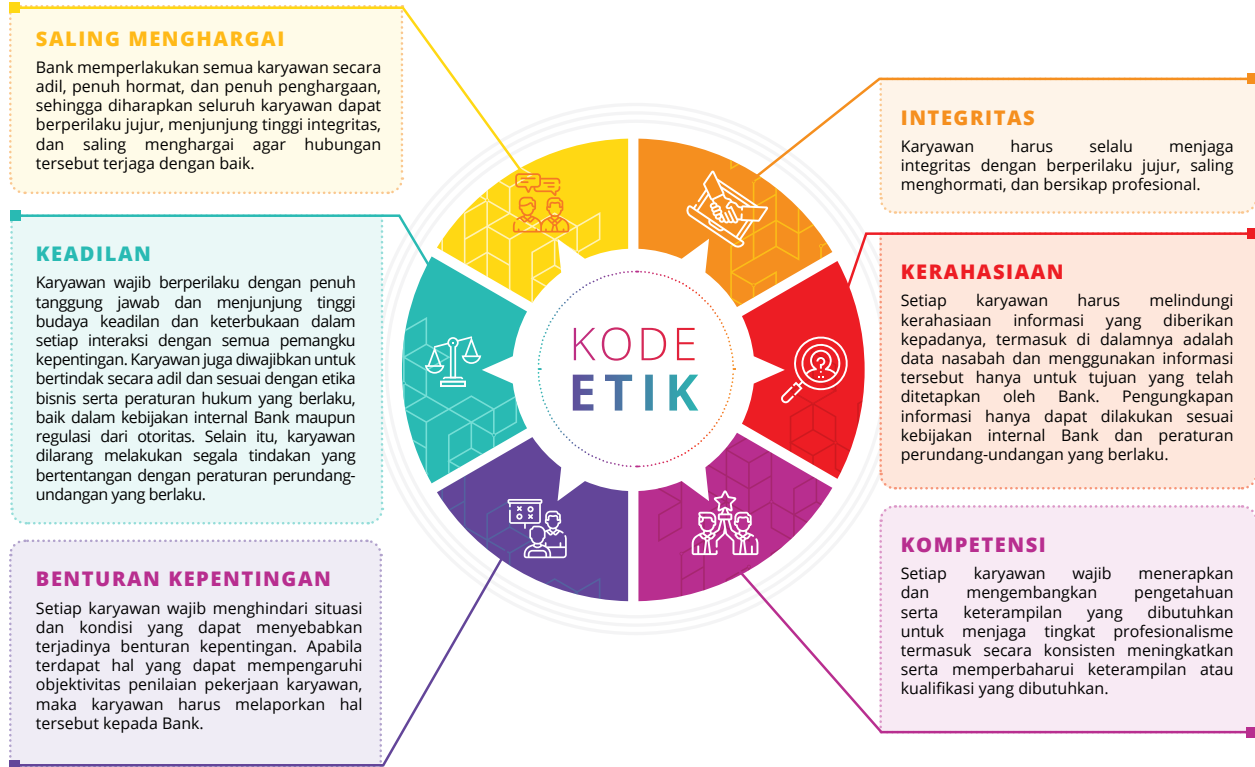 SALING MENGHARGAI
Bank memperlakukan semua karyawan secara
adil, penuh hormat, dan penuh penghargaan,
sehingga diharapkan seluruh karyawan dapat
berperilaku jujur, menjunjung tinggi integritas,
dan saling menghargai agar hubungan
tersebut terjaga dengan baik.
KEADILAN
Karyawan wajib berperilaku dengan penuh
tanggung jawab dan menjunjung tinggi
budaya keadilan dan keterbukaan dalam
setiap interaksi dengan semua pemangku
kepentingan. Karyawan juga diwajibkan untuk
bertindak secara adil dan sesuai dengan etika
bisnis serta peraturan hukum yang berlaku,
baik dalam kebijakan internal Bank maupun
regulasi dari otoritas. Selain itu, karyawan
dilarang melakukan segala tindakan yang
bertentangan dengan peraturan perundang-
undangan yang berlaku.
BENTURAN KEPENTINGAN
Setiap karyawan wajib menghindari situasi
dan kondisi yang dapat menyebabkan
terjadinya benturan kepentingan. Apabila
terdapat hal yang dapat mempengaruhi
objektivitas penilaian pekerjaan karyawan,
maka karyawan harus melaporkan hal
tersebut kepada Bank.
KODE
ETIK
INTEGRITAS
Karyawan harus selalu menjaga
integritas dengan berperilaku jujur, saling
menghormati, dan bersikap profesional.
KERAHASIAAN
Setiap karyawan harus melindungi
kerahasiaan informasi yang diberikan
kepadanya, termasuk di dalamnya adalah
data nasabah dan menggunakan informasi
tersebut hanya untuk tujuan yang telah
ditetapkan oleh Bank. Pengungkapan
informasi hanya dapat dilakukan sesuai
kebijakan internal Bank dan peraturan
perundang-undangan yang berlaku.
KOMPETENSI
Setiap karyawan wajib menerapkan
dan mengembangkan pengetahuan
serta keterampilan yang dibutuhkan
untuk menjaga tingkat profesionalisme
termasuk secara konsisten meningkatkan
serta memperbaharui keterampilan atau
kualifikasi yang dibutuhkan.